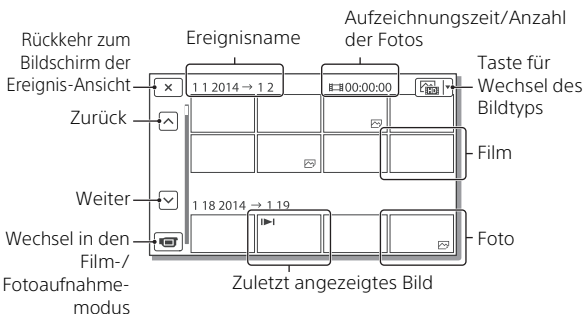 Aufzeichnungszeit/Anzahl
der Fotos
Rückkehr zum
Bildschirm der
Ereignis-Ansicht
Ereignisname
Taste für
Wechsel des
Bildtyps
1 1 2014 → 1 2
00:00:00
Zurück
Film
Weiter
1 18 2014 → 1 19
Wechsel in den
Film-/
Fotoaufnahme-
modus
Foto
Zuletzt angezeigtes Bild